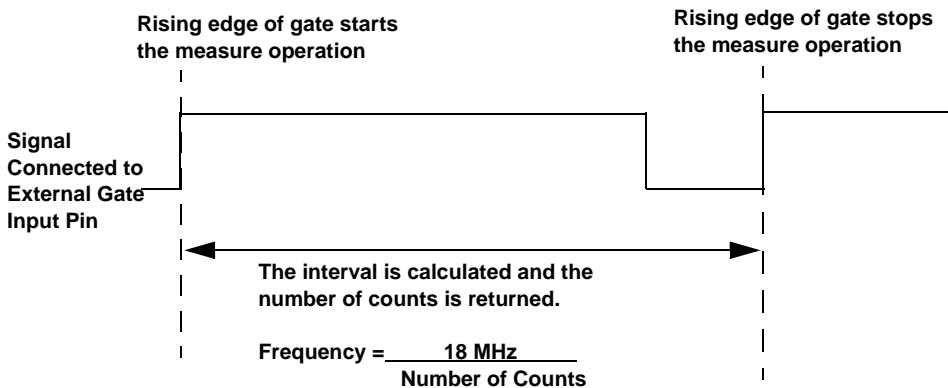 Rising edge of gate starts
the measure operation
Rising edge of gate stops
the measure operation
Signal
Connected to
External Gate
Input Pin
The interval is calculated and the
number of counts is returned.
Frequency = 18 MHz
Number of Counts